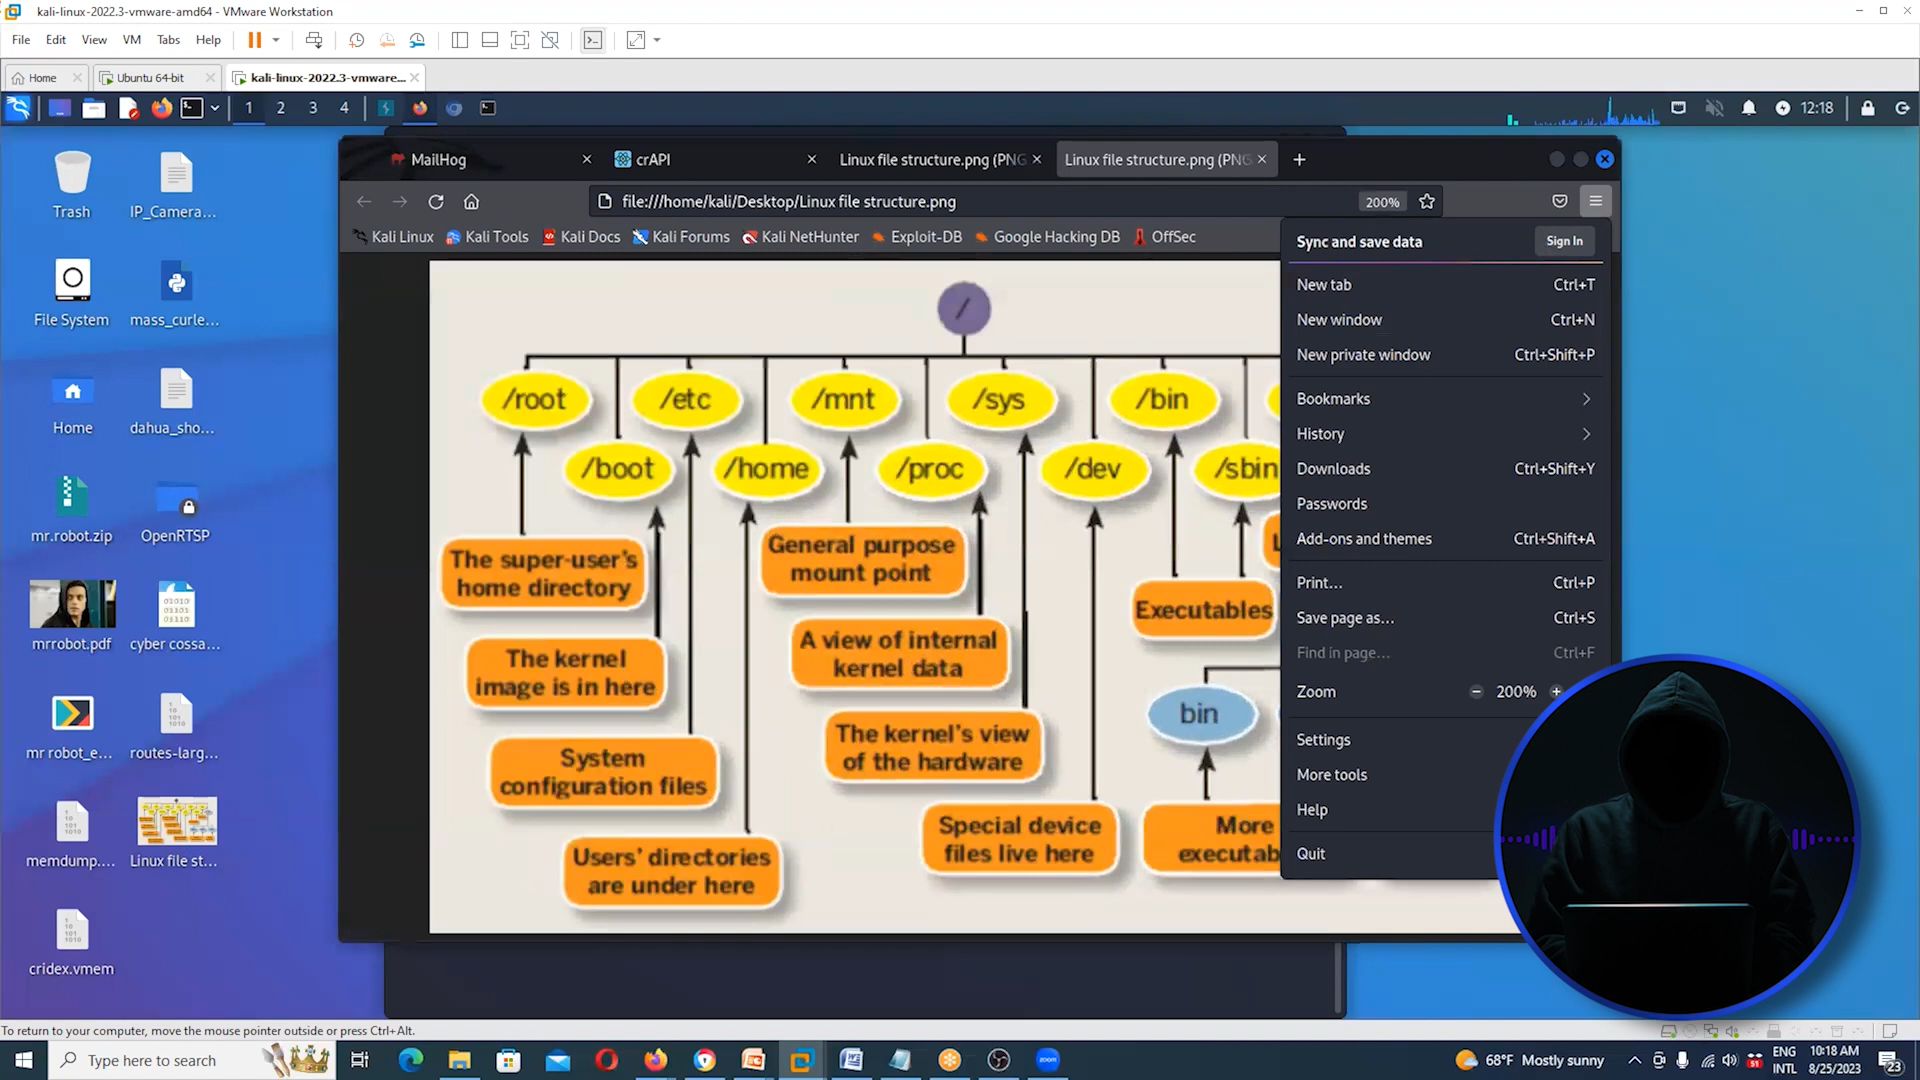 kali-linux-2022.3-vmware-amd64 - VMware Workstation
File Edit View VM Tabs Help
Home Ubuntu 64-bit kali-linux-2022.3-vmware...
1 2 3 4 12:18
Trash IP_Camera...
File System mass_curle...
Home dahua_sho...
mr.robot.zip OpenRTSP
mrrobot.pdf cyber cossa...
mr robot_e... routes-larg...
memdump.... Linux file st...
cridex.vmem
MailHog crAPI Linux file structure.png (PNG Linux file structure.png (PNG
file:///home/kali/Desktop/Linux file structure.png 200%
Kali Linux Kali Tools Kali Docs Kali Forums Kali NetHunter Exploit-DB Google Hacking DB OffSec
/
/root /etc /mnt /sys /bin
/boot /home /proc /dev /sbin
The super-user's
home directory
General purpose
mount point
The kernel
image is in here
A view of internal
kernel data
Executables
System
configuration files
The kernel's view
of the hardware
bin
Users' directories
are under here
Special device
files live here
More
executab
Sync and save data Sign In
New tab Ctrl+T
New window Ctrl+N
New private window Ctrl+Shift+P
Bookmarks
History
Downloads Ctrl+Shift+Y
Passwords
Add-ons and themes Ctrl+Shift+A
Print... Ctrl+P
Save page as... Ctrl+S
Find in page... Ctrl+F
Zoom − 200% +
Settings
More tools
Help
Quit
To return to your computer, move the mouse pointer outside or press Ctrl+Alt.
Type here to search
68°F Mostly sunny
ENG
INTL
10:18 AM
8/25/2023
23